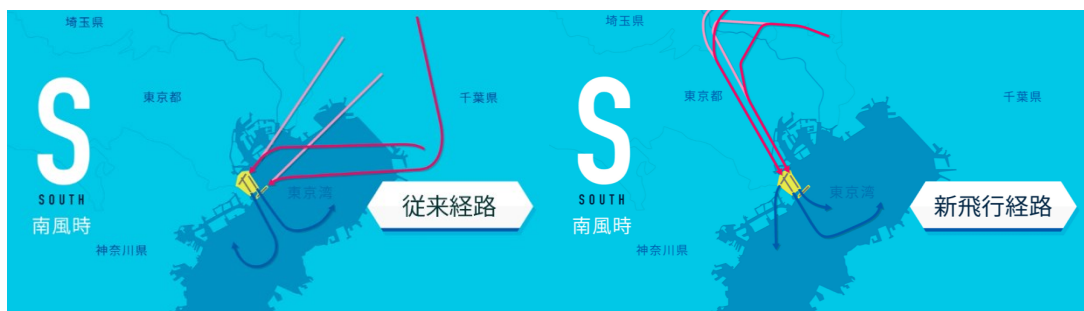 埼玉県
東京都
千葉県
S
SOUTH
南風時
東京湾
従来経路
神奈川県
埼玉県
東京都
千葉県
S
SOUTH
南風時
東京湾
新飛行経路
神奈川県